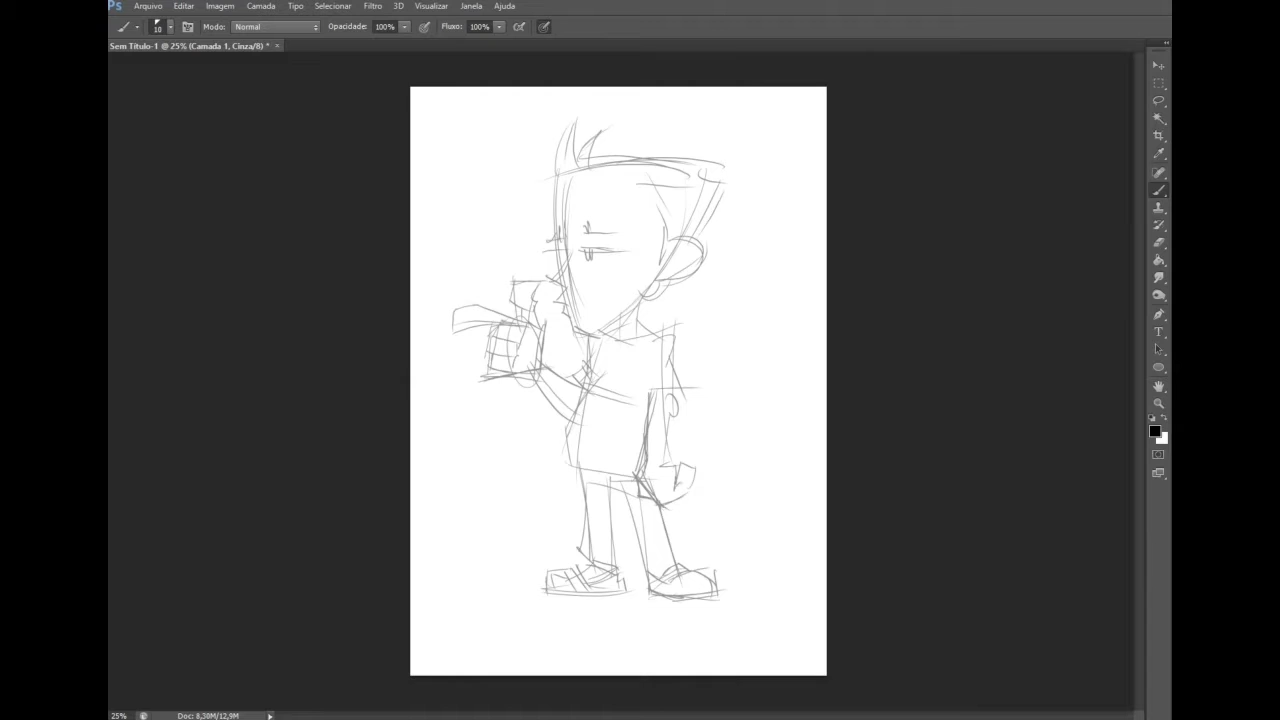 Ps Arquivo Editar Imagem Camada Tipo Selecionar Filtro 3D Visualizar Janela Ajuda
10 Modo: Normal Opacidade: 100% Fluxo: 100%
Sem Título-1 @ 25% (Camada 1, Cinza/8) * ×
T
25% Doc: 8,30M/12,9M